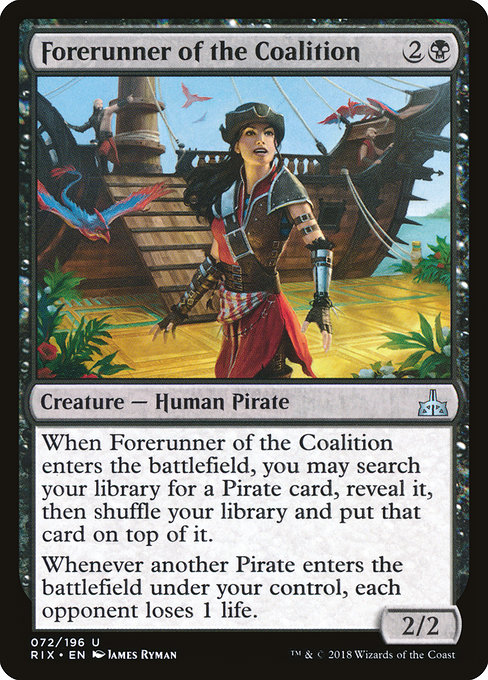 Forerunner of the Coalition 2
Creature — Human Pirate
When Forerunner of the Coalition
enters the battlefield, you may search
your library for a Pirate card, reveal it,
then shuffle your library and put that
card on top of it.
Whenever another Pirate enters the
battlefield under your control, each
opponent loses 1 life.
2/2
072/196 U
RIX • EN James Ryman
™ & © 2018 Wizards of the Coast